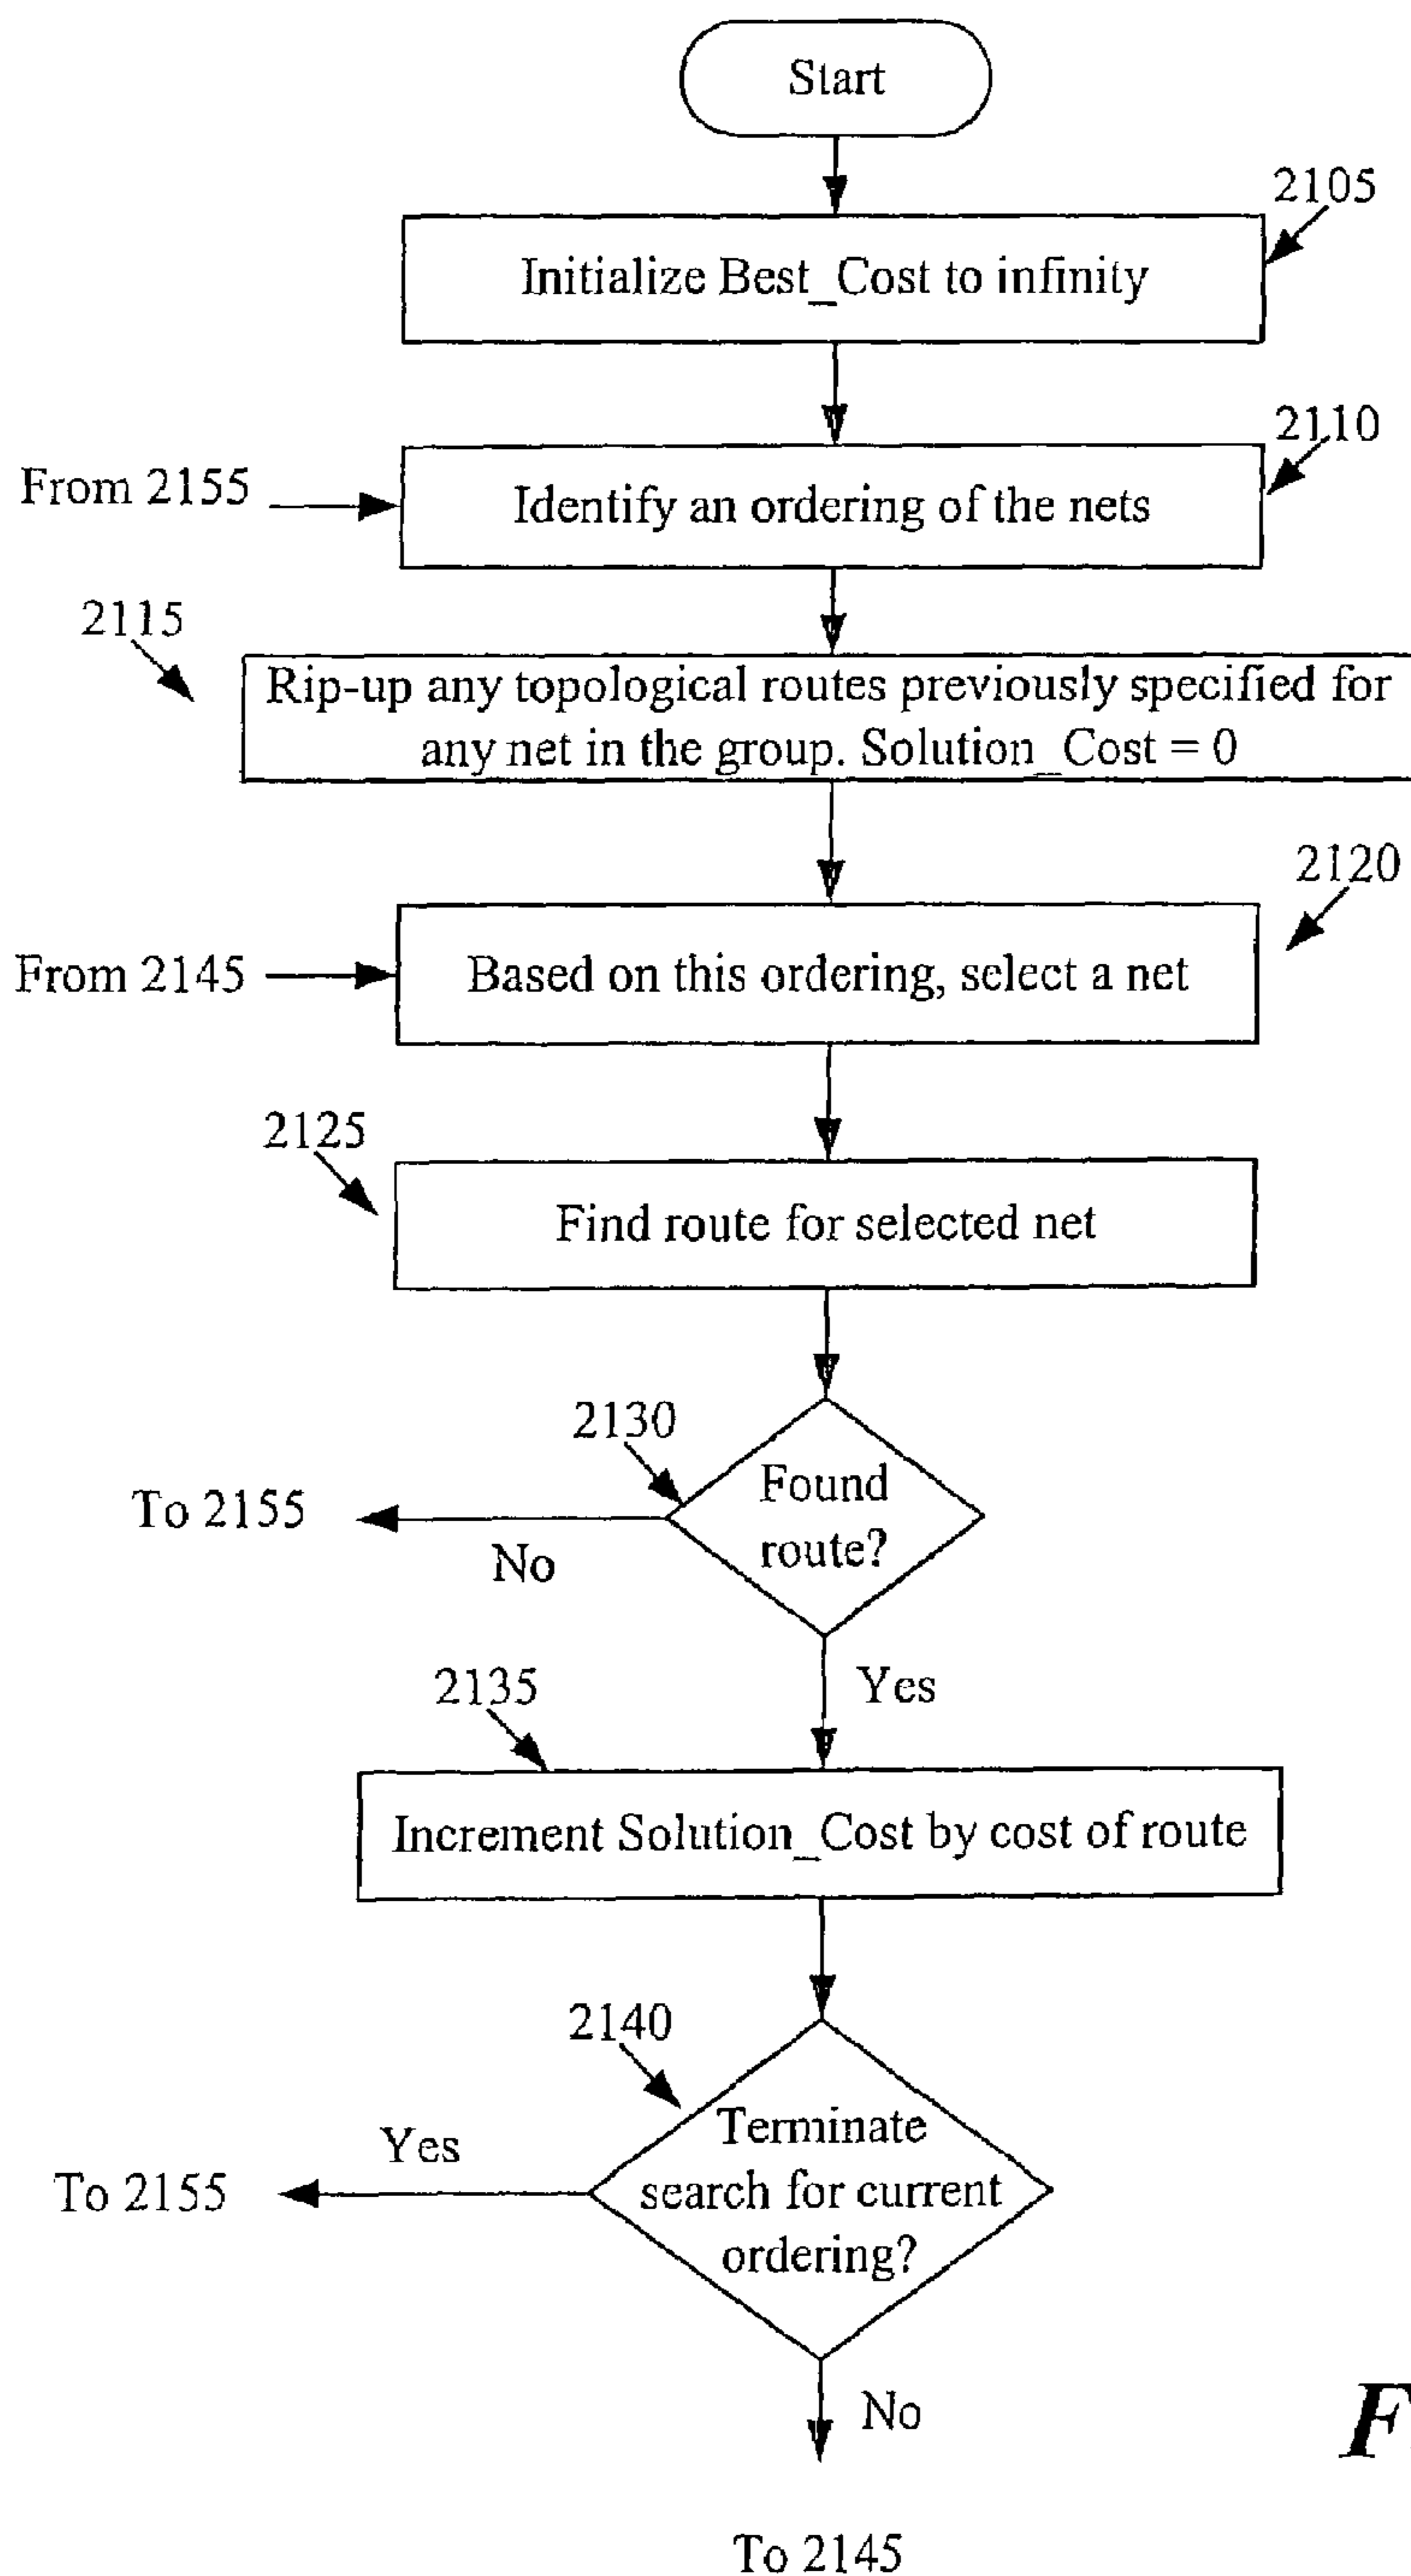 Start
2105
Initialize Best_Cost to infinity
2110
From 2155
Identify an ordering of the nets
2115
Rip-up any topological routes previously specified for
any net in the group. Solution_Cost = 0
2120
From 2145
Based on this ordering, select a net
2125
Find route for selected net
2130
Found
route?
To 2155
No
Yes
2135
Increment Solution_Cost by cost of route
2140
Terminate
search for current
ordering?
Yes
To 2155
No
To 2145